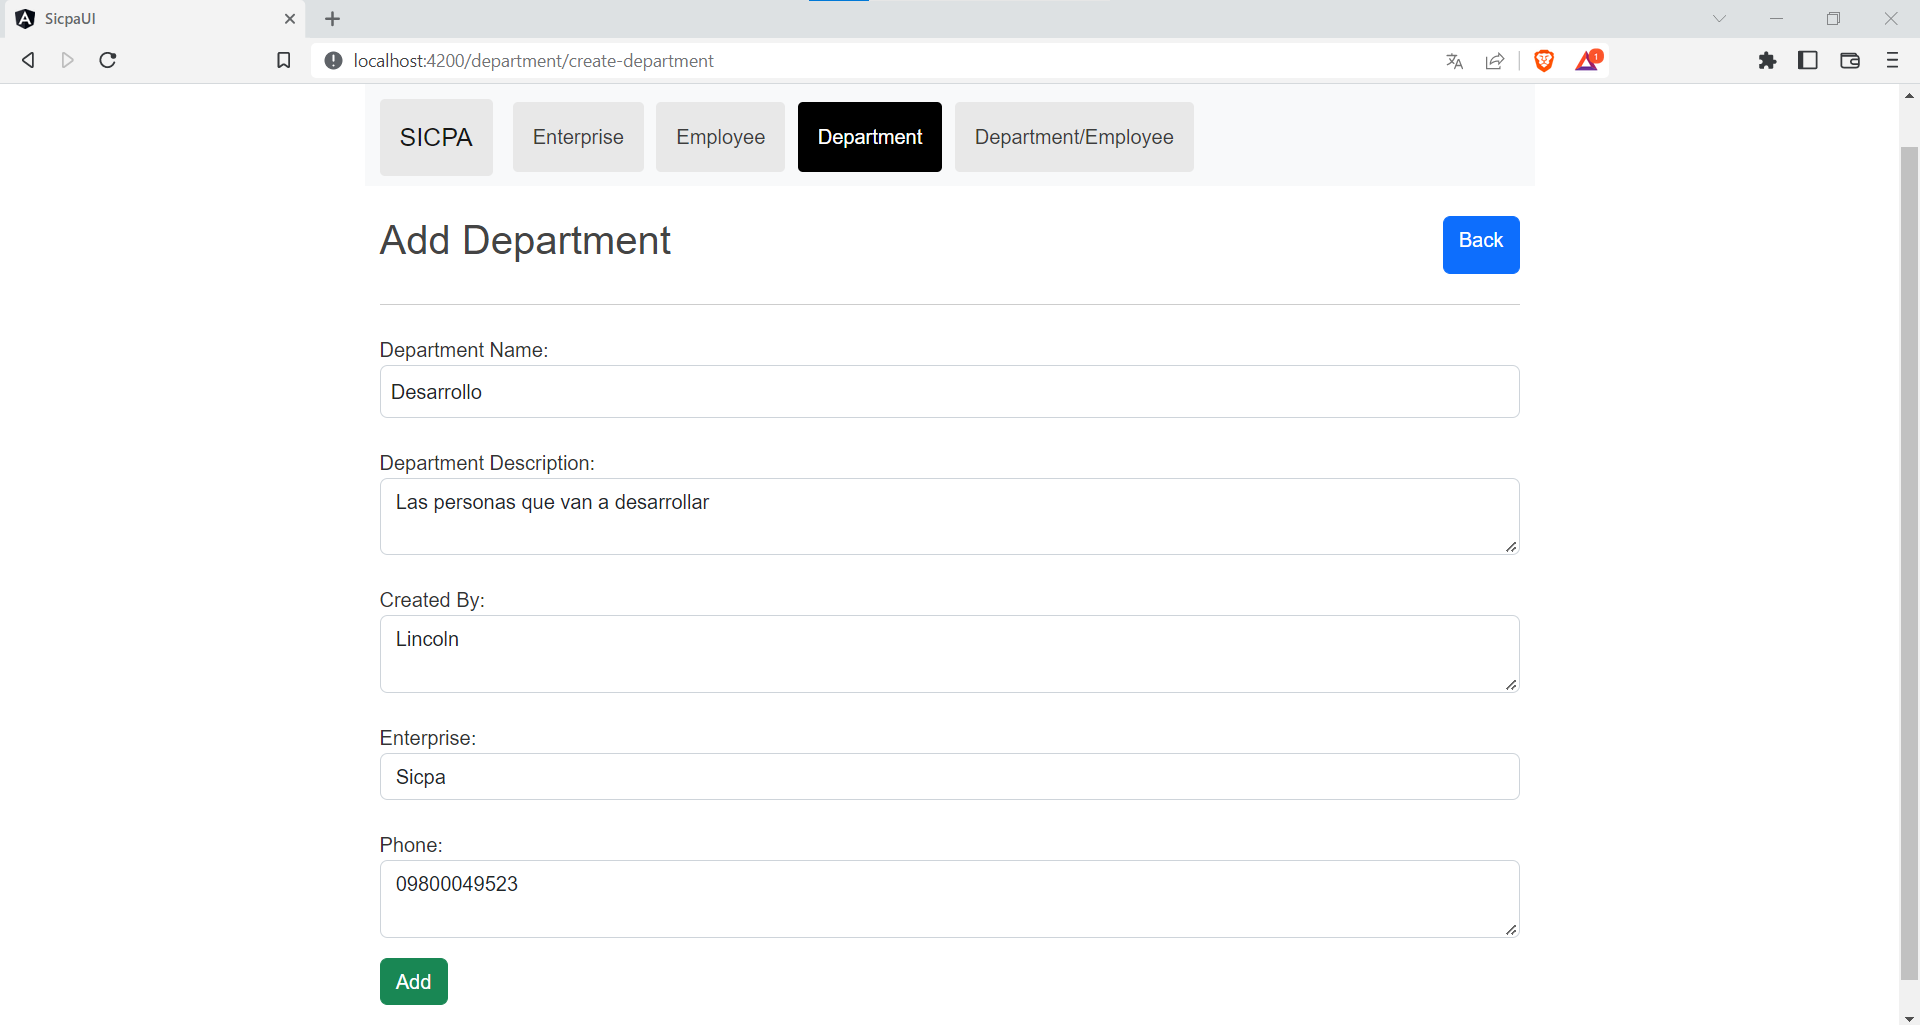 SicpaUI
localhost:4200/department/create-department
1
SICPA Enterprise Employee Department Department/Employee
Add Department
Back
Department Name:
Desarrollo
Department Description:
Las personas que van a desarrollar
Created By:
Lincoln
Enterprise:
Sicpa
Phone:
09800049523
Add